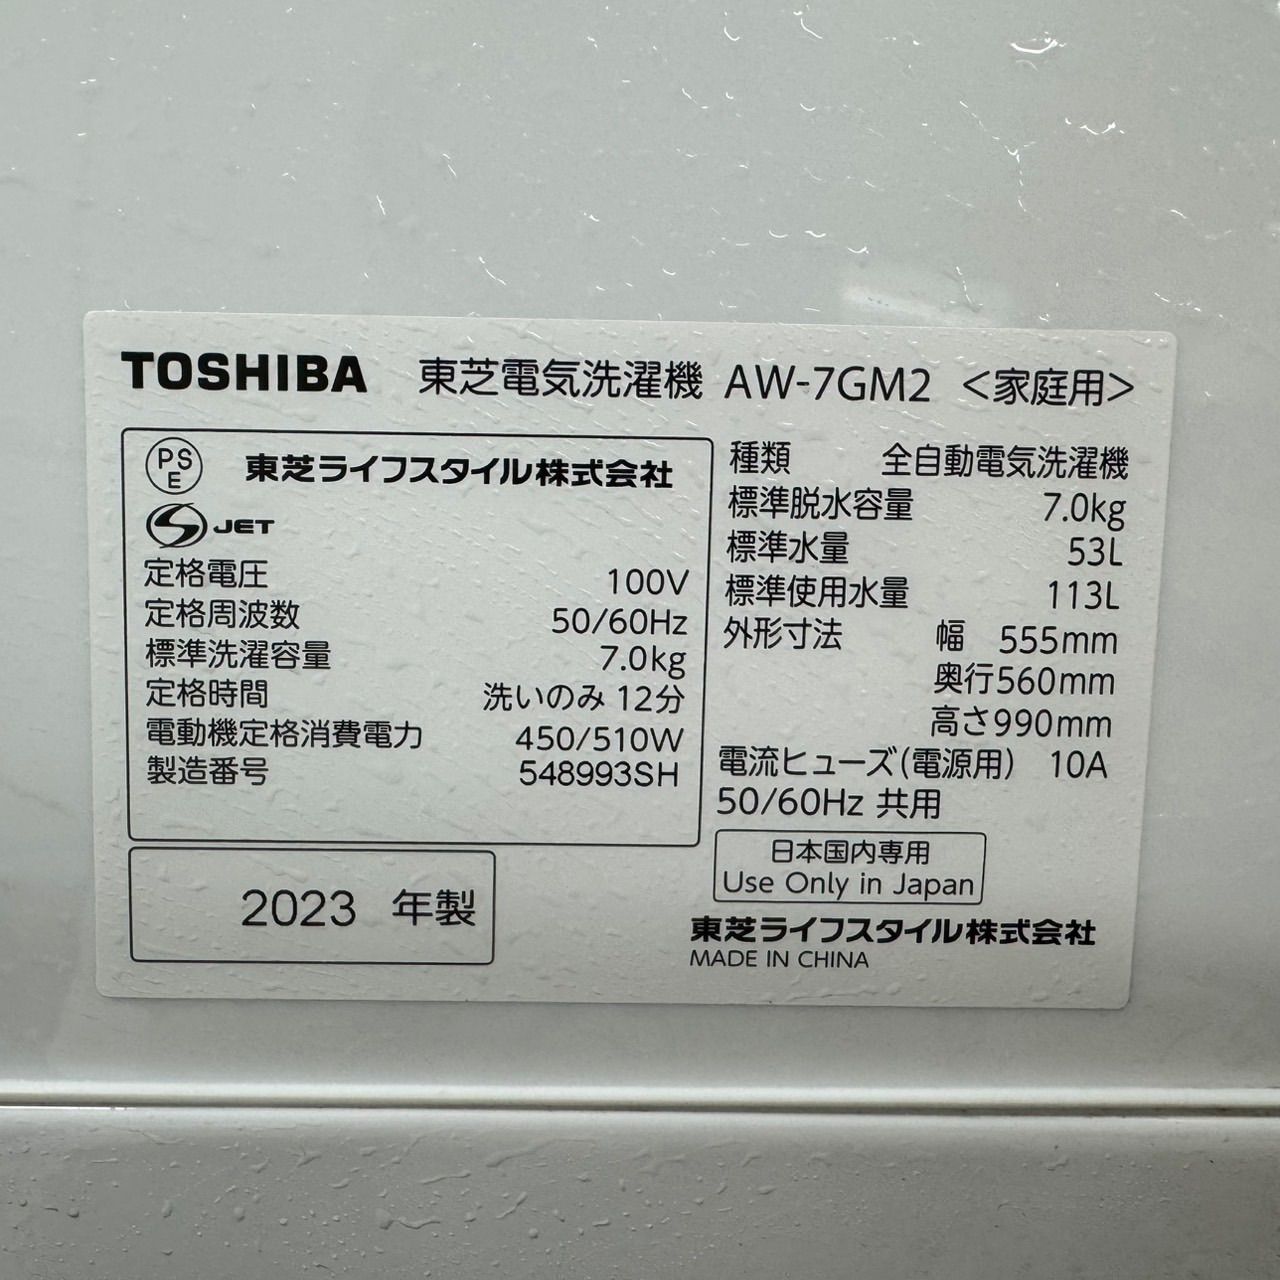 TOSHIBA 東芝電気洗濯機 AW-7GM2 <家庭用>
PSE 東芝ライフスタイル株式会社
S JET
定格電圧 100V
定格周波数 50/60Hz
標準洗濯容量 7.0kg
定格時間 洗いのみ 12分
電動機定格消費電力 450/510W
製造番号 548993SH
2023 年製
種類 全自動電気洗濯機
標準脱水容量 7.0kg
標準水量 53L
標準使用水量 113L
外形寸法 幅 555mm
奥行560mm
高さ990mm
電流ヒューズ(電源用) 10A
50/60Hz 共用
日本国内専用
Use Only in Japan
東芝ライフスタイル株式会社
MADE IN CHINA